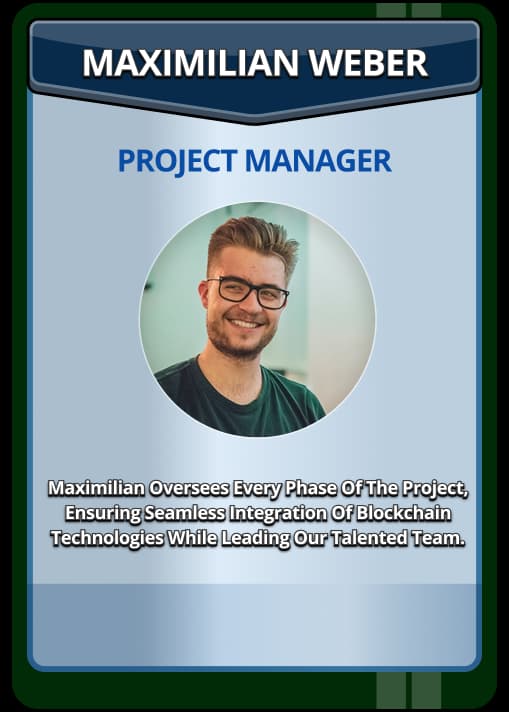 MAXIMILIAN WEBER
PROJECT MANAGER
Maximilian Oversees Every Phase Of The Project,
Ensuring Seamless Integration Of Blockchain
Technologies While Leading Our Talented Team.